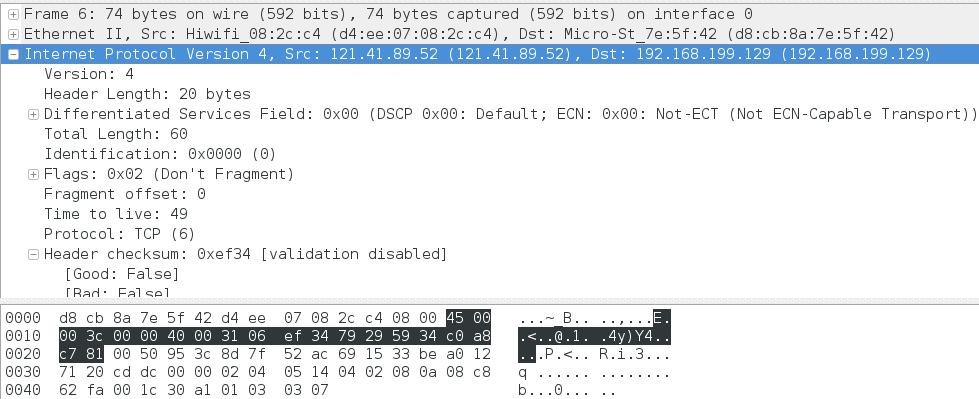 Frame 6: 74 bytes on wire (592 bits), 74 bytes captured (592 bits) on interface 0
Ethernet II, Src: Hiwifi_08:2c:c4 (d4:ee:07:08:2c:c4), Dst: Micro-St_7e:5f:42 (d8:cb:8a:7e:5f:42)
Internet Protocol Version 4, Src: 121.41.89.52 (121.41.89.52), Dst: 192.168.199.129 (192.168.199.129)
Version: 4
Header Length: 20 bytes
Differentiated Services Field: 0x00 (DSCP 0x00: Default; ECN: 0x00: Not-ECT (Not ECN-Capable Transport))
Total Length: 60
Identification: 0x0000 (0)
Flags: 0x02 (Don't Fragment)
Fragment offset: 0
Time to live: 49
Protocol: TCP (6)
Header checksum: 0xef34 [validation disabled]
[Good: False]
[Bad: False]
0000 d8 cb 8a 7e 5f 42 d4 ee 07 08 2c c4 08 00 45 00 ...~_B.. ..,...E.
0010 00 3c 00 00 40 00 31 06 ef 34 79 29 59 34 c0 a8 .<..@.1. .4y)Y4..
0020 c7 81 00 50 95 3c 8d 7f 52 ac 69 15 33 be a0 12 ...P.<.. R.i.3...
0030 71 20 cd dc 00 00 02 04 05 14 04 02 08 0a 08 c8 q ...... ........
0040 62 fa 00 1c 30 a1 01 03 03 07 b...0... ..